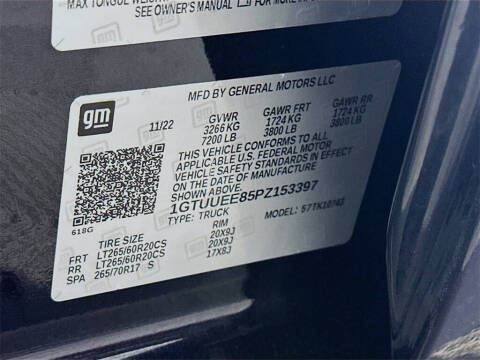 MAX TONGUE WEIGHT
SEE OWNER'S MANUAL
gm
MFD BY GENERAL MOTORS LLC
11/22
GVWR GAWR FRT GAWR RR
3266 KG 1724 KG 1724 KG
7200 LB 3800 LB 3800 LB
THIS VEHICLE CONFORMS TO ALL
APPLICABLE U.S. FEDERAL MOTOR
VEHICLE SAFETY STANDARDS IN EFFECT
ON THE DATE OF MANUFACTURE SHOWN ABOVE.
1GTUUEE85PZ153397
618G
TYPE: TRUCK MODEL:
TIRE SIZE RIM
FRT LT265/60R20CS 20X9J
RR LT265/60R20CS 20X9J
SPA 265/70R17 S 17X8J